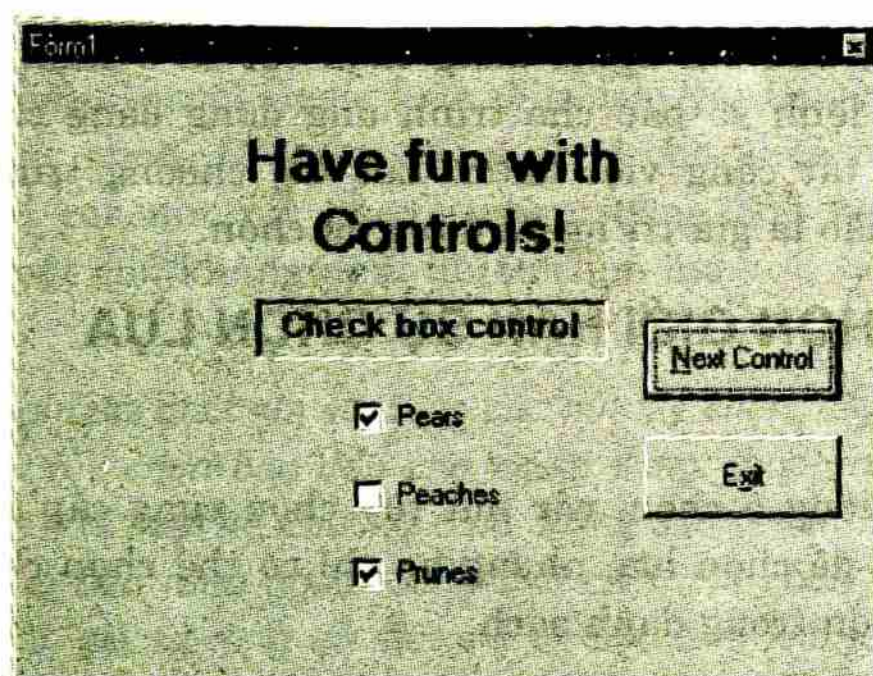 Form1
Have fun with
Controls!
Check box control
Next Control
Pears
Exit
Peaches
Prunes